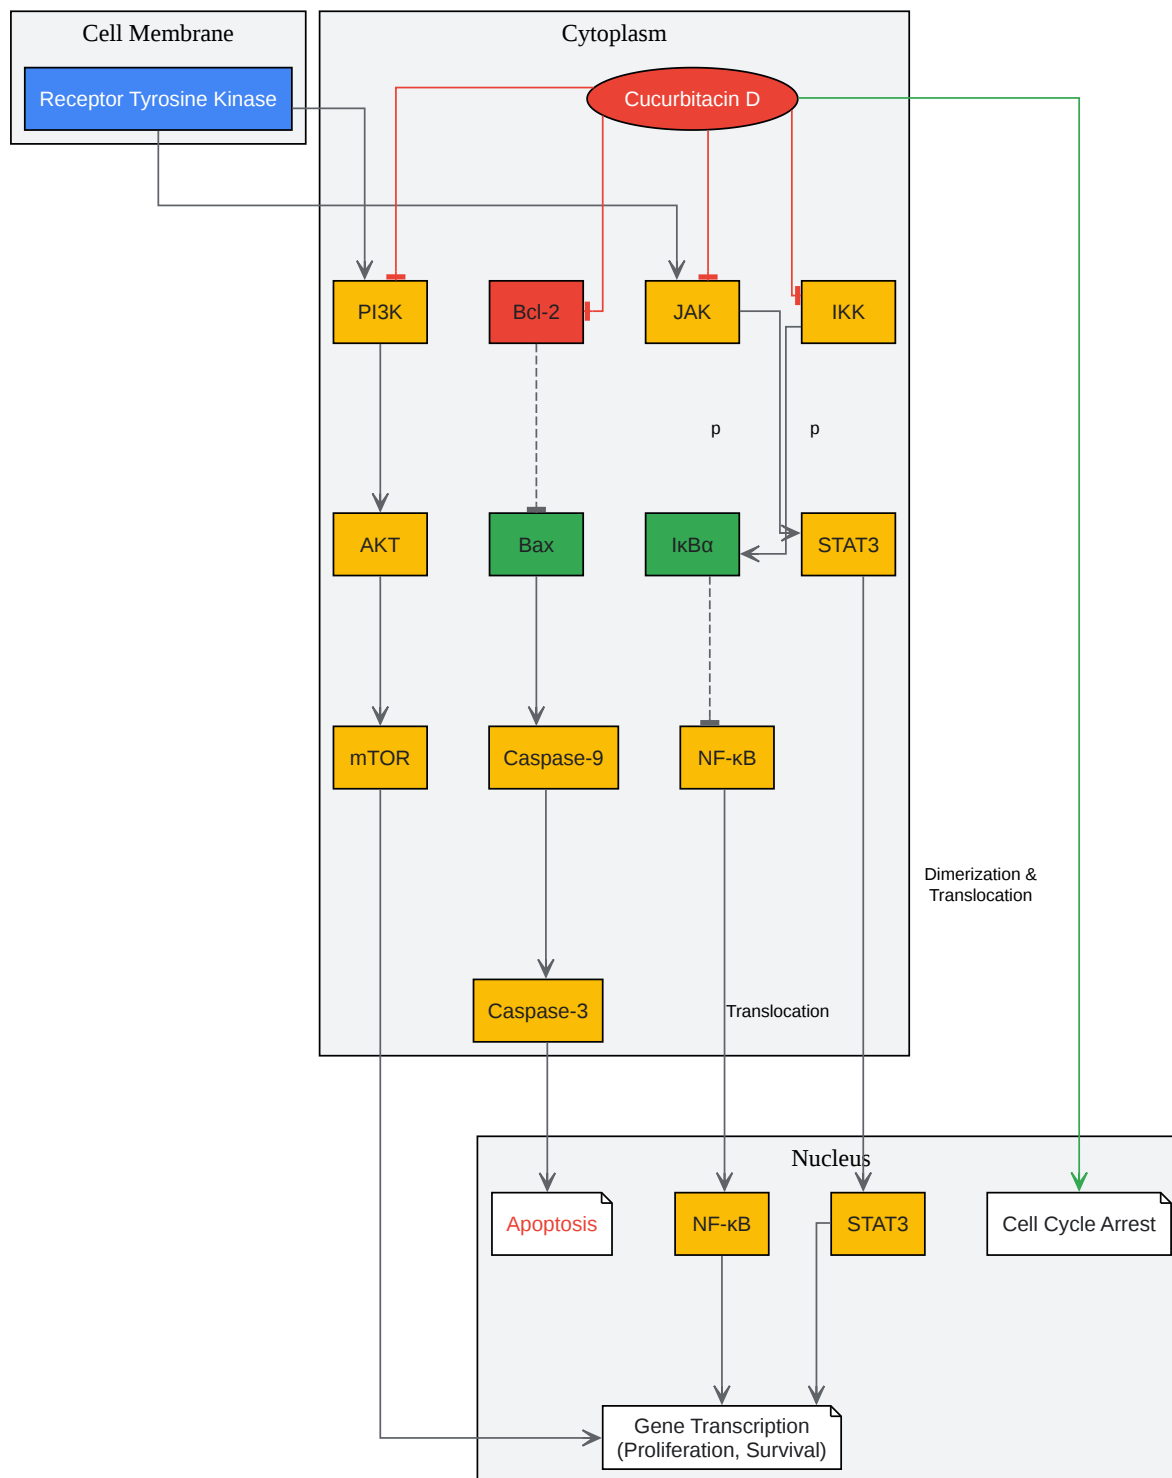 Cell Membrane
Cytoplasm
Receptor Tyrosine Kinase
Cucurbitacin D
PI3K
Bcl-2
JAK
IKK
p
p
AKT
Bax
IκBα
STAT3
mTOR
Caspase-9
NF-κB
Dimerization &
Translocation
Caspase-3
Translocation
Nucleus
Apoptosis
NF-κB
STAT3
Cell Cycle Arrest
Gene Transcription
(Proliferation, Survival)